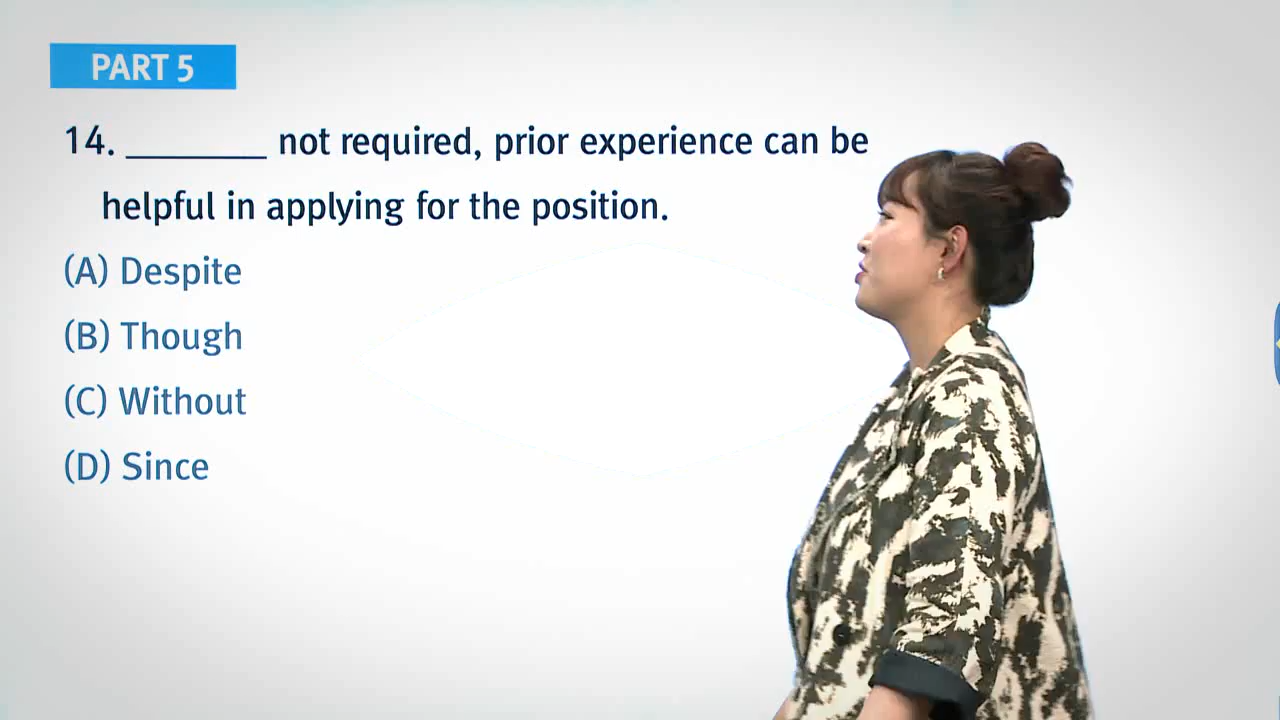 PART 5
14. _______ not required, prior experience can be
helpful in applying for the position.
(A) Despite
(B) Though
(C) Without
(D) Since